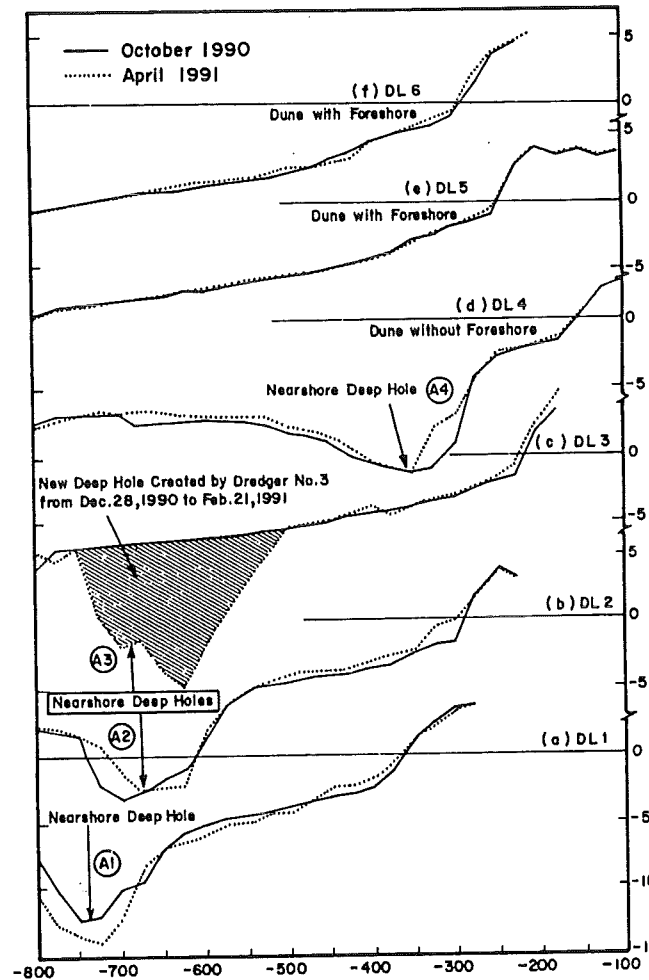 October 1990
April 1991
5
(f) DL 6
0
Dune with Foreshore
5
(e) DL 5
0
Dune with Foreshore
-5
(d) DL 4
0
Dune without Foreshore
Nearshore Deep Hole A4
-5
(c) DL 3
0
New Deep Hole Created by Dredger No.3
from Dec.28,1990 to Feb.21,1991
-5
5
(b) DL 2
0
A3
-5
Nearshore Deep Holes
A2
(a) DL 1
0
Nearshore Deep Hole
-5
A1
-10
-800 -700 -600 -500 -400 -300 -200 -100